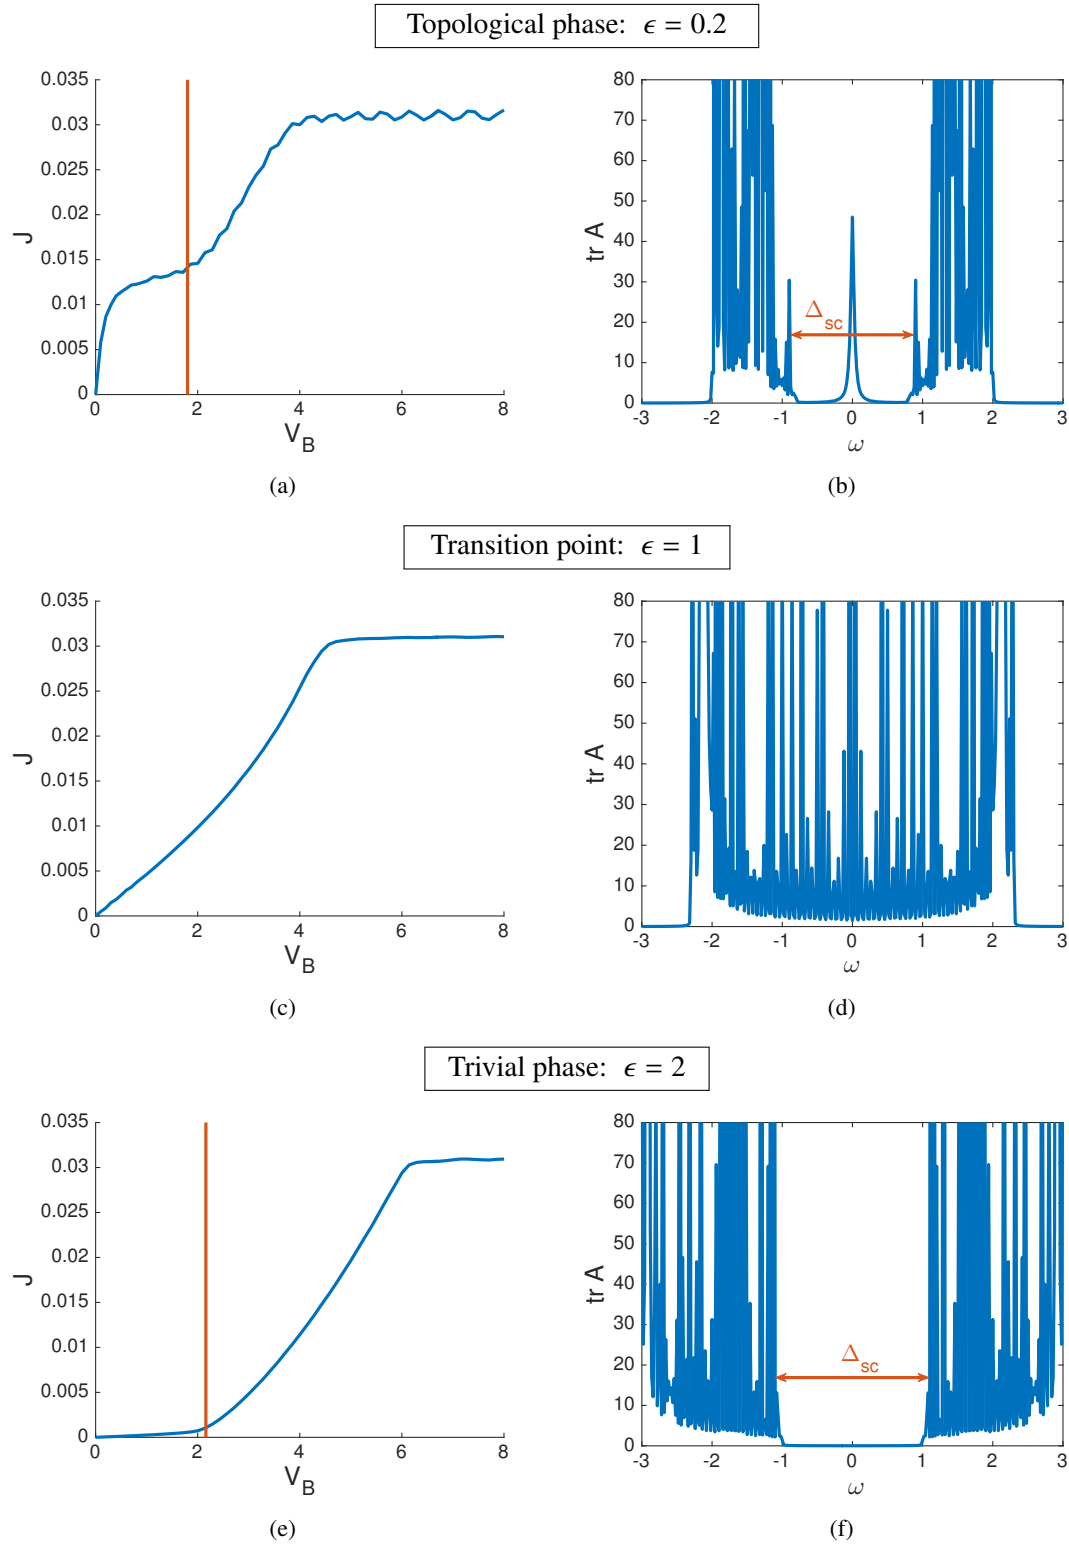 Topological phase: ϵ = 0.2
0.035
0.03
0.025
0.02
0.015
0.01
0.005
0
J
0 2 4 6 8
V_B
(a)
80
70
60
50
40
30
20
10
0
tr A
Δ_sc
-3 -2 -1 0 1 2 3
ω
(b)
Transition point: ϵ = 1
0.035
0.03
0.025
0.02
0.015
0.01
0.005
0
J
0 2 4 6 8
V_B
(c)
80
70
60
50
40
30
20
10
0
tr A
-3 -2 -1 0 1 2 3
ω
(d)
Trivial phase: ϵ = 2
0.035
0.03
0.025
0.02
0.015
0.01
0.005
0
J
0 2 4 6 8
V_B
(e)
80
70
60
50
40
30
20
10
0
tr A
Δ_sc
-3 -2 -1 0 1 2 3
ω
(f)